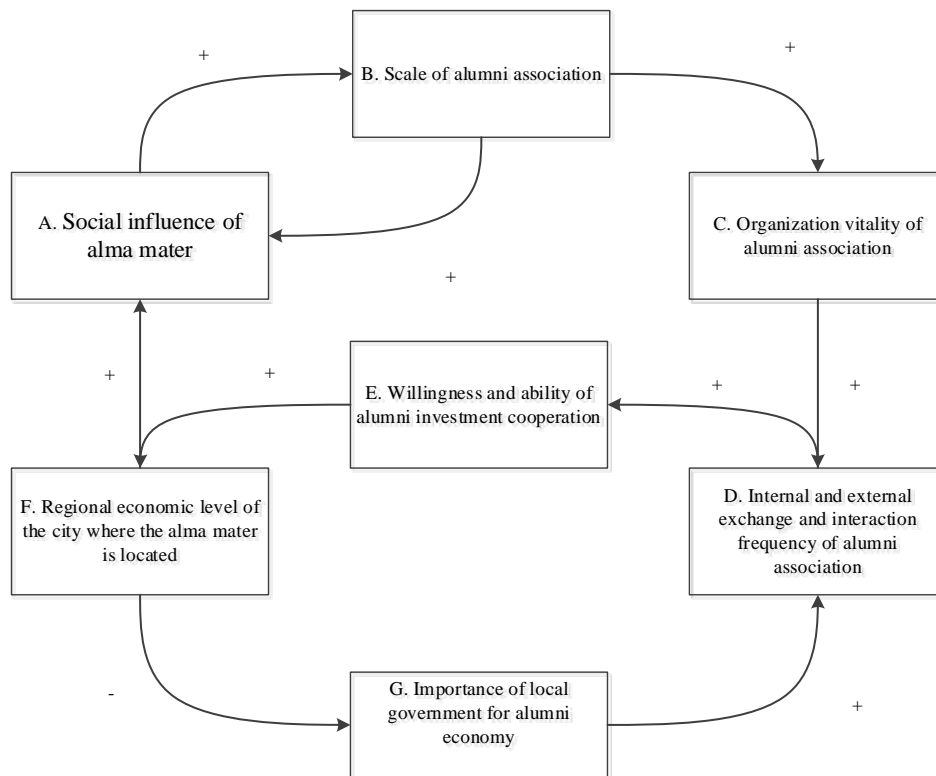 +
+
B. Scale of alumni association
A. Social influence of
alma mater
C. Organization vitality of
alumni association
+
+
+
E. Willingness and ability of
alumni investment cooperation
+
+
F. Regional economic level of
the city where the alma mater
is located
D. Internal and external
exchange and interaction
frequency of alumni
association
-
G. Importance of local
government for alumni
economy
+